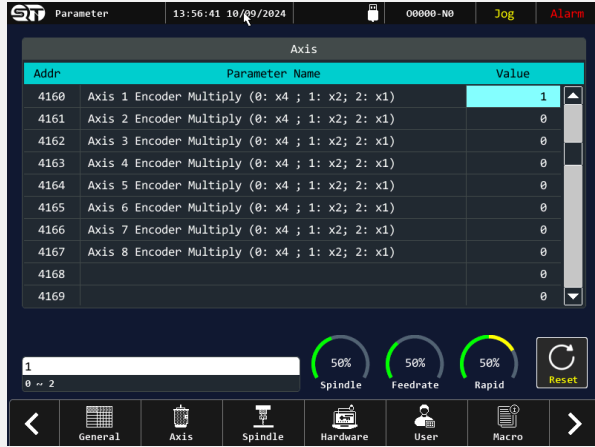 Parameter 13:56:41 10/09/2024 O0000-N0 Jog Alarm
Axis
Addr Parameter Name Value
4160 Axis 1 Encoder Multiply (0: x4 ; 1: x2; 2: x1) 1
4161 Axis 2 Encoder Multiply (0: x4 ; 1: x2; 2: x1) 0
4162 Axis 3 Encoder Multiply (0: x4 ; 1: x2; 2: x1) 0
4163 Axis 4 Encoder Multiply (0: x4 ; 1: x2; 2: x1) 0
4164 Axis 5 Encoder Multiply (0: x4 ; 1: x2; 2: x1) 0
4165 Axis 6 Encoder Multiply (0: x4 ; 1: x2; 2: x1) 0
4166 Axis 7 Encoder Multiply (0: x4 ; 1: x2; 2: x1) 0
4167 Axis 8 Encoder Multiply (0: x4 ; 1: x2; 2: x1) 0
4168 0
4169 0
50% 50% 50%
1
0 ~ 2
Spindle Feedrate Rapid Reset
General Axis Spindle Hardware User Macro